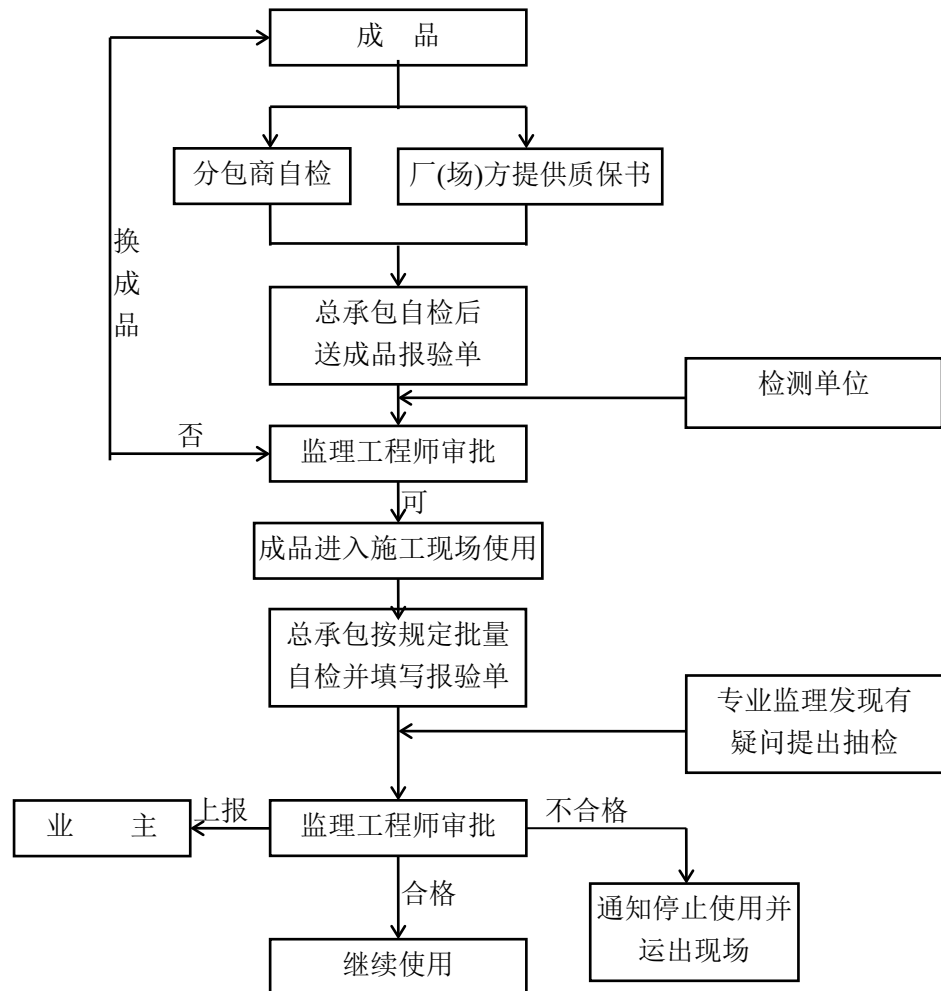 成 品
分包商自检
厂(场)方提供质保书
换
成
品
总承包自检后
送成品报验单
检测单位
否
监理工程师审批
可
成品进入施工现场使用
总承包按规定批量
自检并填写报验单
专业监理发现有
疑问提出抽检
业 主
上报
监理工程师审批
不合格
合格
通知停止使用并
运出现场
继续使用